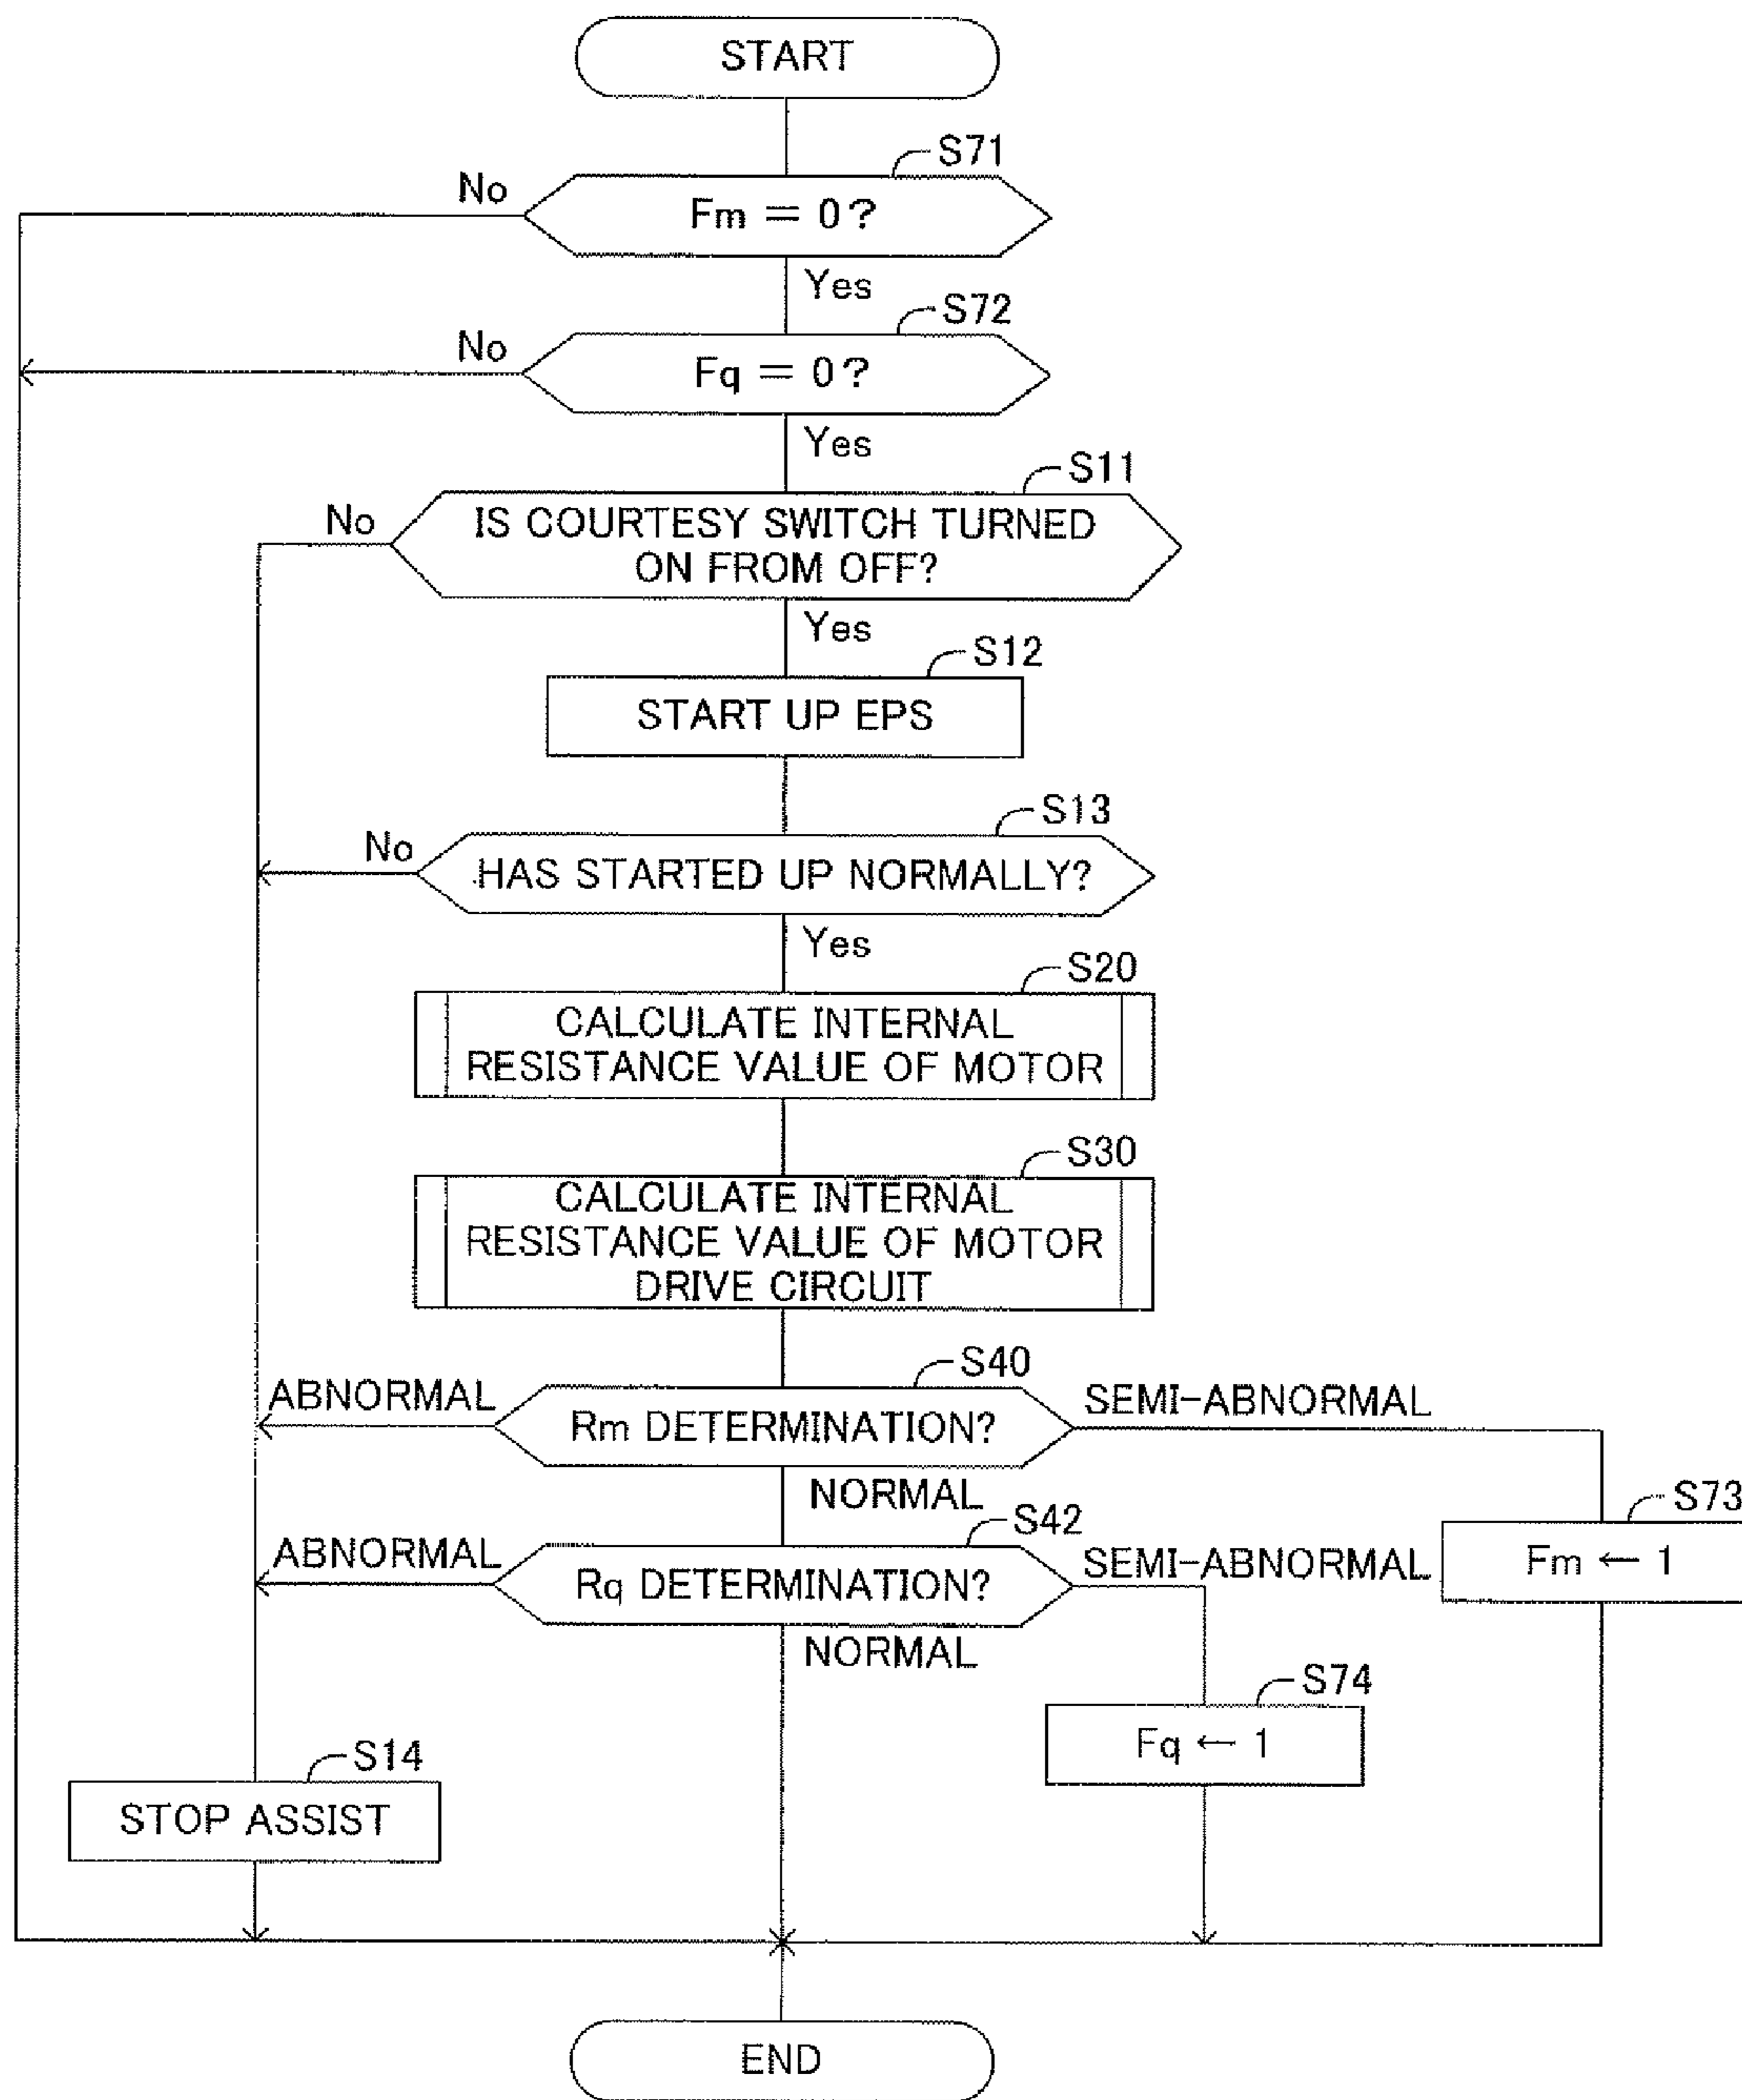 START
S71
No
Fm = 0?
Yes
S72
No
Fq = 0?
Yes
S11
No
IS COURTESY SWITCH TURNED
ON FROM OFF?
Yes
S12
START UP EPS
S13
No
HAS STARTED UP NORMALLY?
Yes
S20
CALCULATE INTERNAL
RESISTANCE VALUE OF MOTOR
S30
CALCULATE INTERNAL
RESISTANCE VALUE OF MOTOR
DRIVE CIRCUIT
S40
ABNORMAL
Rm DETERMINATION?
SEMI-ABNORMAL
NORMAL
S73
Fm ← 1
S42
ABNORMAL
Rq DETERMINATION?
SEMI-ABNORMAL
NORMAL
S74
Fq ← 1
S14
STOP ASSIST
END